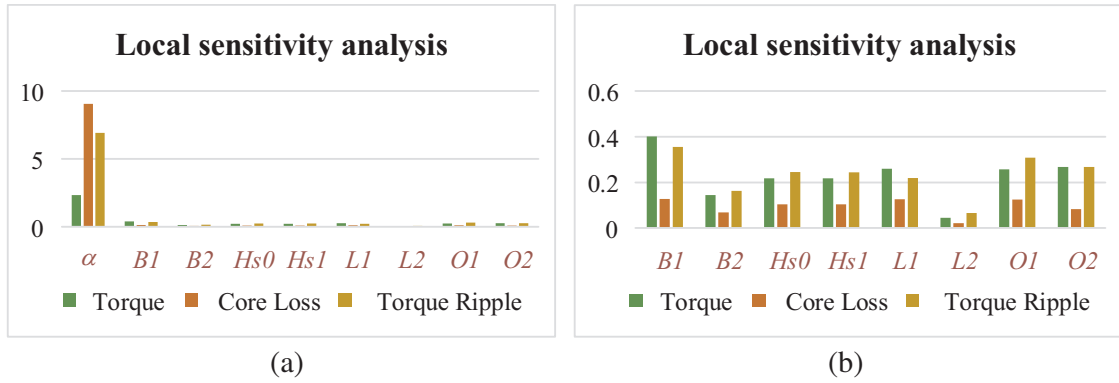 Local sensitivity analysis
10
5
0
α B1 B2 Hs0 Hs1 L1 L2 O1 O2
Torque Core Loss Torque Ripple
(a)
Local sensitivity analysis
0.6
0.4
0.2
0
B1 B2 Hs0 Hs1 L1 L2 O1 O2
Torque Core Loss Torque Ripple
(b)